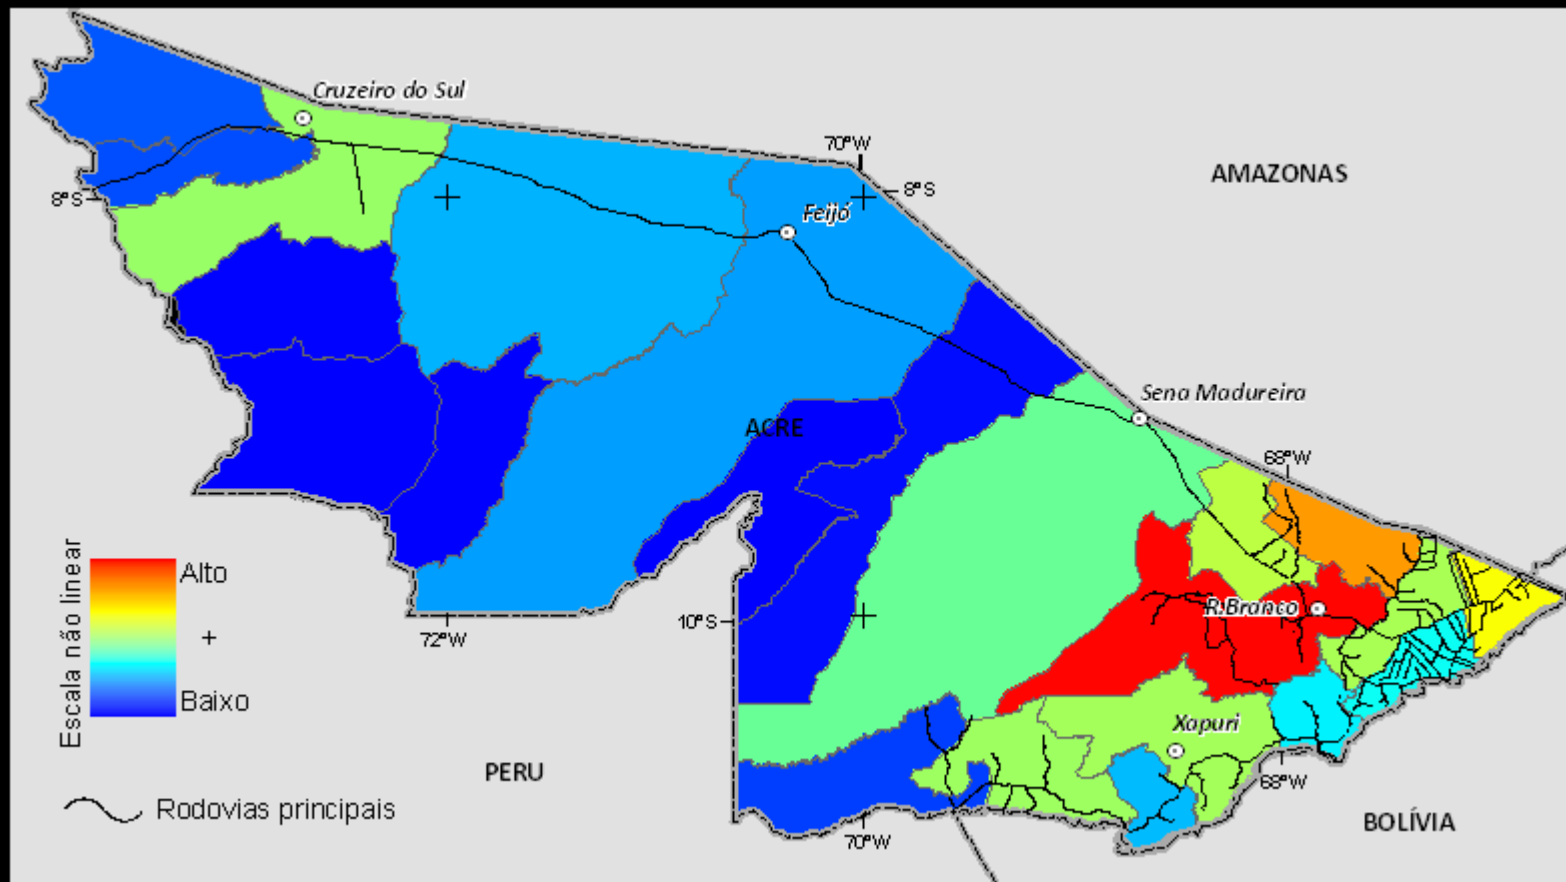 Cruzeiro do Sul
70°W
AMAZONAS
8°S
8°S
Feijó
Sena Madureira
ACRE
68°W
Escala não linear
Alto
+
Baixo
R.Branco
10°S
72°W
Xapuri
PERU
68°W
Rodovias principais
70°W
BOLÍVIA